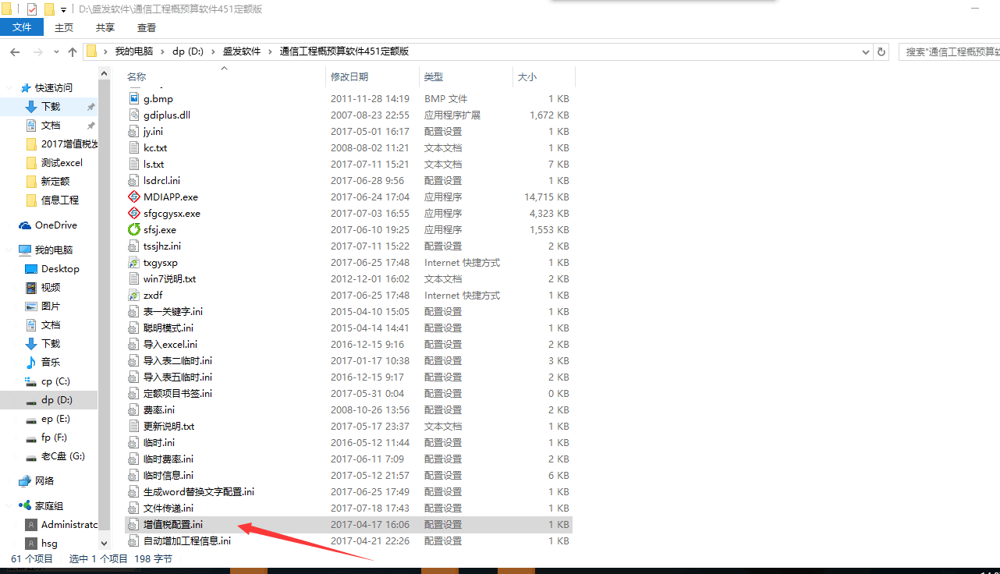 D:\盛发软件\通信工程概预算软件451定额版
文件 主页 共享 查看
我的电脑 dp (D:) 盛发软件 通信工程概预算软件451定额版 搜索"通信工程概预算软
名称 修改日期 类型 大小
快速访问
下载
文档
2017增值税发
测试excel
新定额
信息工程
OneDrive
我的电脑
Desktop
视频
图片
文档
下载
音乐
cp (C:)
dp (D:)
ep (E:)
fp (F:)
老C盘 (G:)
网络
家庭组
Administrato
hsg
g.bmp 2011-11-28 14:19 BMP 文件 1 KB
gdiplus.dll 2007-08-23 22:55 应用程序扩展 1,672 KB
jy.ini 2017-05-01 16:17 配置设置 1 KB
kc.txt 2008-08-02 11:21 文本文档 1 KB
ls.txt 2017-07-11 15:21 文本文档 7 KB
lsdrcl.ini 2017-06-28 9:56 配置设置 1 KB
MDIAPP.exe 2017-06-24 17:04 应用程序 14,715 KB
sfgcgysx.exe 2017-07-03 16:55 应用程序 4,323 KB
sfsj.exe 2017-06-10 19:25 应用程序 1,553 KB
tssjhz.ini 2017-07-11 15:22 配置设置 2 KB
txgysxp 2017-06-25 17:48 Internet 快捷方式 1 KB
win7说明.txt 2012-12-01 16:02 文本文档 2 KB
zxdf 2017-06-25 17:48 Internet 快捷方式 1 KB
表一关键字.ini 2015-04-10 15:05 配置设置 1 KB
聪明模式.ini 2015-04-14 14:41 配置设置 1 KB
导入excel.ini 2016-12-15 9:16 配置设置 2 KB
导入表二临时.ini 2017-01-17 10:38 配置设置 3 KB
导入表五临时.ini 2016-12-15 9:17 配置设置 2 KB
定额项目书签.ini 2017-05-31 0:04 配置设置 0 KB
费率.ini 2008-10-26 13:56 配置设置 2 KB
更新说明.txt 2017-05-17 23:37 文本文档 1 KB
临时.ini 2016-05-12 11:44 配置设置 1 KB
临时费率.ini 2017-06-11 7:09 配置设置 2 KB
临时信息.ini 2017-05-12 21:57 配置设置 6 KB
生成word替换文字配置.ini 2017-06-25 17:49 配置设置 1 KB
文件传递.ini 2017-07-18 17:43 配置设置 1 KB
增值税配置.ini 2017-04-17 16:06 配置设置 1 KB
自动增加工程信息.ini 2017-04-21 22:26 配置设置 1 KB
61 个项目 选中 1 个项目 198 字节